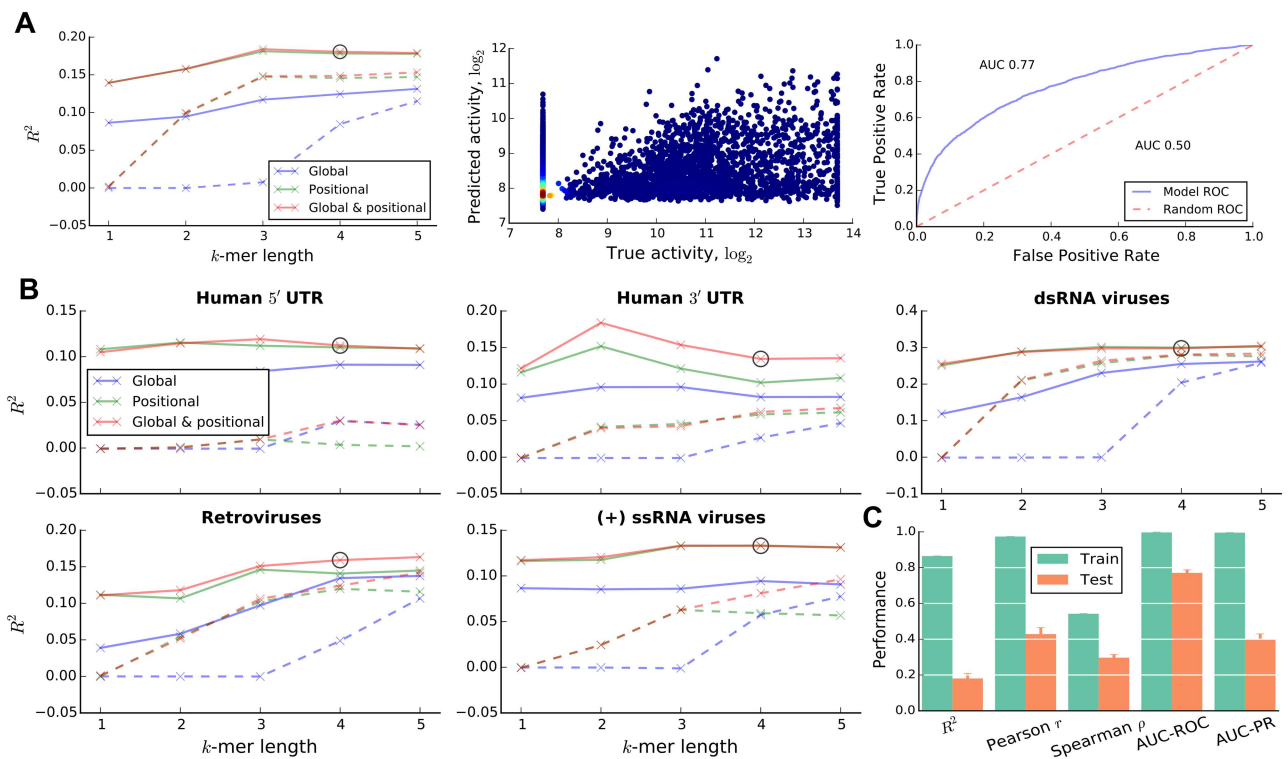 A
0.20
0.15
0.10
0.05
0.00
−0.05
R²
1 2 3 4 5
k-mer length
Global
Positional
Global & positional
12
11
10
9
8
7
Predicted activity, log₂
7 8 9 10 11 12 13 14
True activity, log₂
1.0
0.8
0.6
0.4
0.2
0.0
True Positive Rate
AUC 0.77
AUC 0.50
Model ROC
Random ROC
0.0 0.2 0.4 0.6 0.8 1.0
False Positive Rate
B
Human 5′ UTR
0.15
0.10
0.05
0.00
−0.05
R²
Global
Positional
Global & positional
Human 3′ UTR
0.20
0.15
0.10
0.05
0.00
−0.05
dsRNA viruses
0.4
0.3
0.2
0.1
0.0
−0.1
1 2 3 4 5
Retroviruses
0.20
0.15
0.10
0.05
0.00
−0.05
R²
1 2 3 4 5
k-mer length
(+) ssRNA viruses
0.15
0.10
0.05
0.00
−0.05
1 2 3 4 5
k-mer length
C
1.0
0.8
0.6
0.4
0.2
0.0
Performance
Train
Test
R²
Pearson r
Spearman ρ
AUC-ROC
AUC-PR